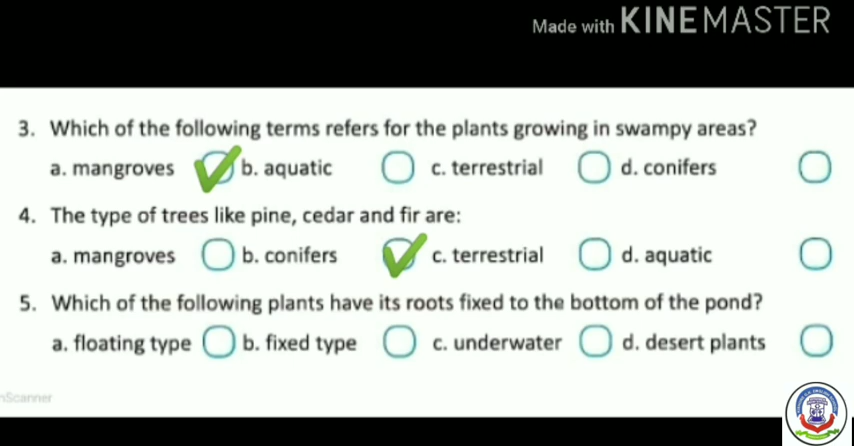 Made with KINEMASTER
3. Which of the following terms refers for the plants growing in swampy areas?
a. mangroves b. aquatic c. terrestrial d. conifers
4. The type of trees like pine, cedar and fir are:
a. mangroves b. conifers c. terrestrial d. aquatic
5. Which of the following plants have its roots fixed to the bottom of the pond?
a. floating type b. fixed type c. underwater d. desert plants
Scanner